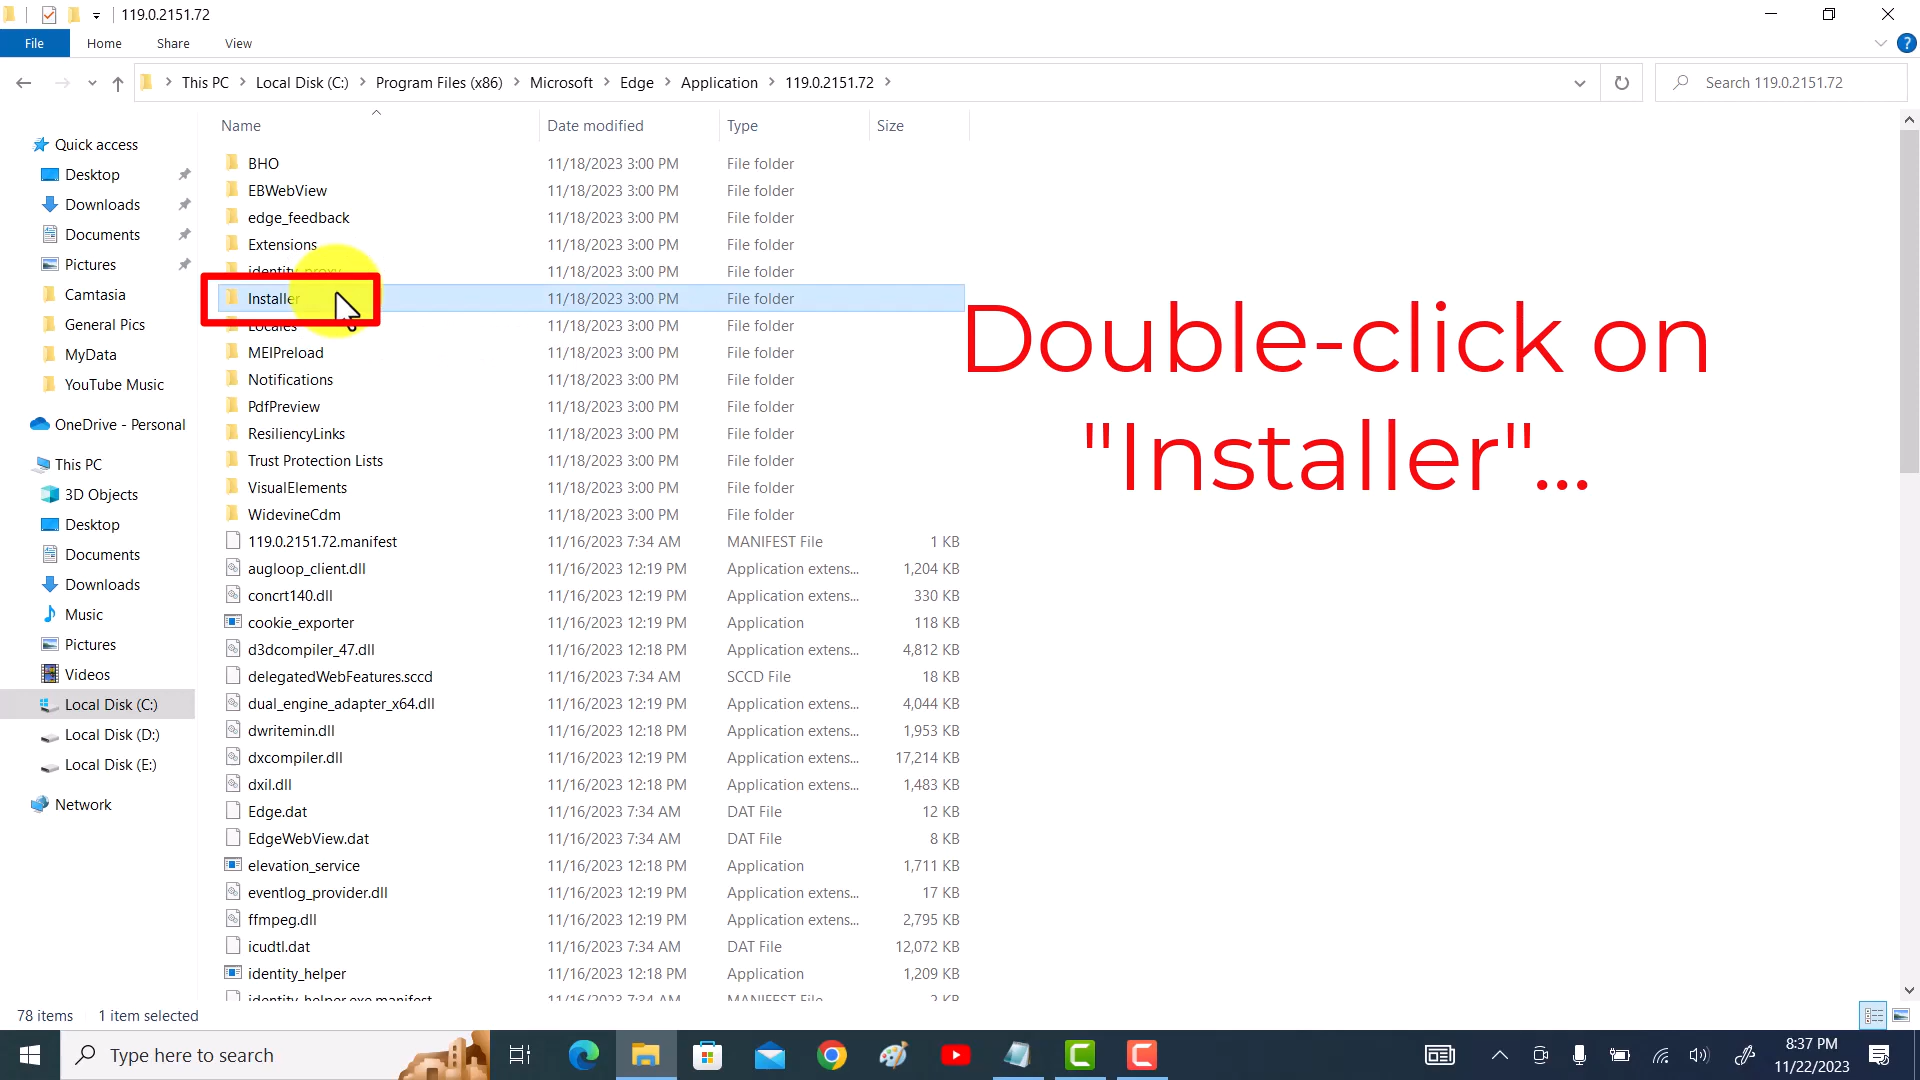 119.0.2151.72
File Home Share View
This PC Local Disk (C:) Program Files (x86) Microsoft Edge Application 119.0.2151.72
Search 119.0.2151.72
Name Date modified Type Size
Quick access
Desktop
Downloads
Documents
Pictures
Camtasia
General Pics
MyData
YouTube Music
OneDrive - Personal
This PC
3D Objects
Desktop
Documents
Downloads
Music
Pictures
Videos
Local Disk (C:)
Local Disk (D:)
Local Disk (E:)
Network
BHO 11/18/2023 3:00 PM File folder
EBWebView 11/18/2023 3:00 PM File folder
edge_feedback 11/18/2023 3:00 PM File folder
Extensions 11/18/2023 3:00 PM File folder
identity_proxy 11/18/2023 3:00 PM File folder
Installer 11/18/2023 3:00 PM File folder
Locales 11/18/2023 3:00 PM File folder
MEIPreload 11/18/2023 3:00 PM File folder
Notifications 11/18/2023 3:00 PM File folder
PdfPreview 11/18/2023 3:00 PM File folder
ResiliencyLinks 11/18/2023 3:00 PM File folder
Trust Protection Lists 11/18/2023 3:00 PM File folder
VisualElements 11/18/2023 3:00 PM File folder
WidevineCdm 11/18/2023 3:00 PM File folder
119.0.2151.72.manifest 11/16/2023 7:34 AM MANIFEST File 1 KB
augloop_client.dll 11/16/2023 12:19 PM Application extens... 1,204 KB
concrt140.dll 11/16/2023 12:19 PM Application extens... 330 KB
cookie_exporter 11/16/2023 12:19 PM Application 118 KB
d3dcompiler_47.dll 11/16/2023 12:18 PM Application extens... 4,812 KB
delegatedWebFeatures.sccd 11/16/2023 7:34 AM SCCD File 18 KB
dual_engine_adapter_x64.dll 11/16/2023 12:19 PM Application extens... 4,044 KB
dwritemin.dll 11/16/2023 12:18 PM Application extens... 1,953 KB
dxcompiler.dll 11/16/2023 12:19 PM Application extens... 17,214 KB
dxil.dll 11/16/2023 12:18 PM Application extens... 1,483 KB
Edge.dat 11/16/2023 7:34 AM DAT File 12 KB
EdgeWebView.dat 11/16/2023 7:34 AM DAT File 8 KB
elevation_service 11/16/2023 12:18 PM Application 1,711 KB
eventlog_provider.dll 11/16/2023 12:19 PM Application extens... 17 KB
ffmpeg.dll 11/16/2023 12:19 PM Application extens... 2,795 KB
icudtl.dat 11/16/2023 7:34 AM DAT File 12,072 KB
identity_helper 11/16/2023 12:18 PM Application 1,209 KB
identity_helper.exe.manifest 11/16/2023 7:34 AM MANIFEST File 2 KB
Double-click on
"Installer"...
78 items 1 item selected
Type here to search
8:37 PM
11/22/2023